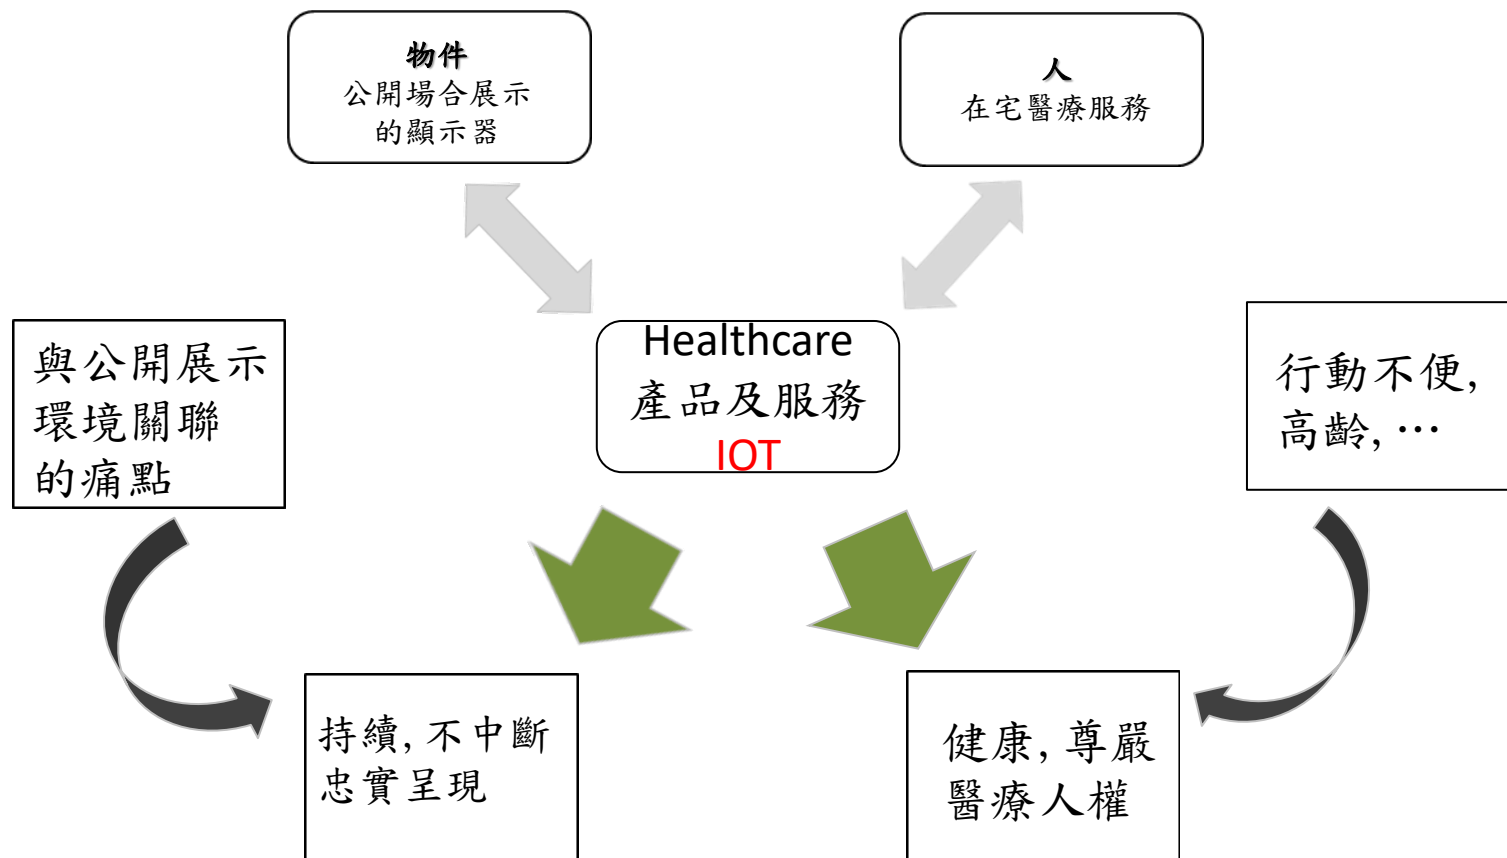 物件
公開場合展示
的顯示器
人
在宅醫療服務
Healthcare
產品及服務
IOT
與公開展示
環境關聯
的痛點
行動不便,
高齡, …
持續, 不中斷
忠實呈現
健康, 尊嚴
醫療人權